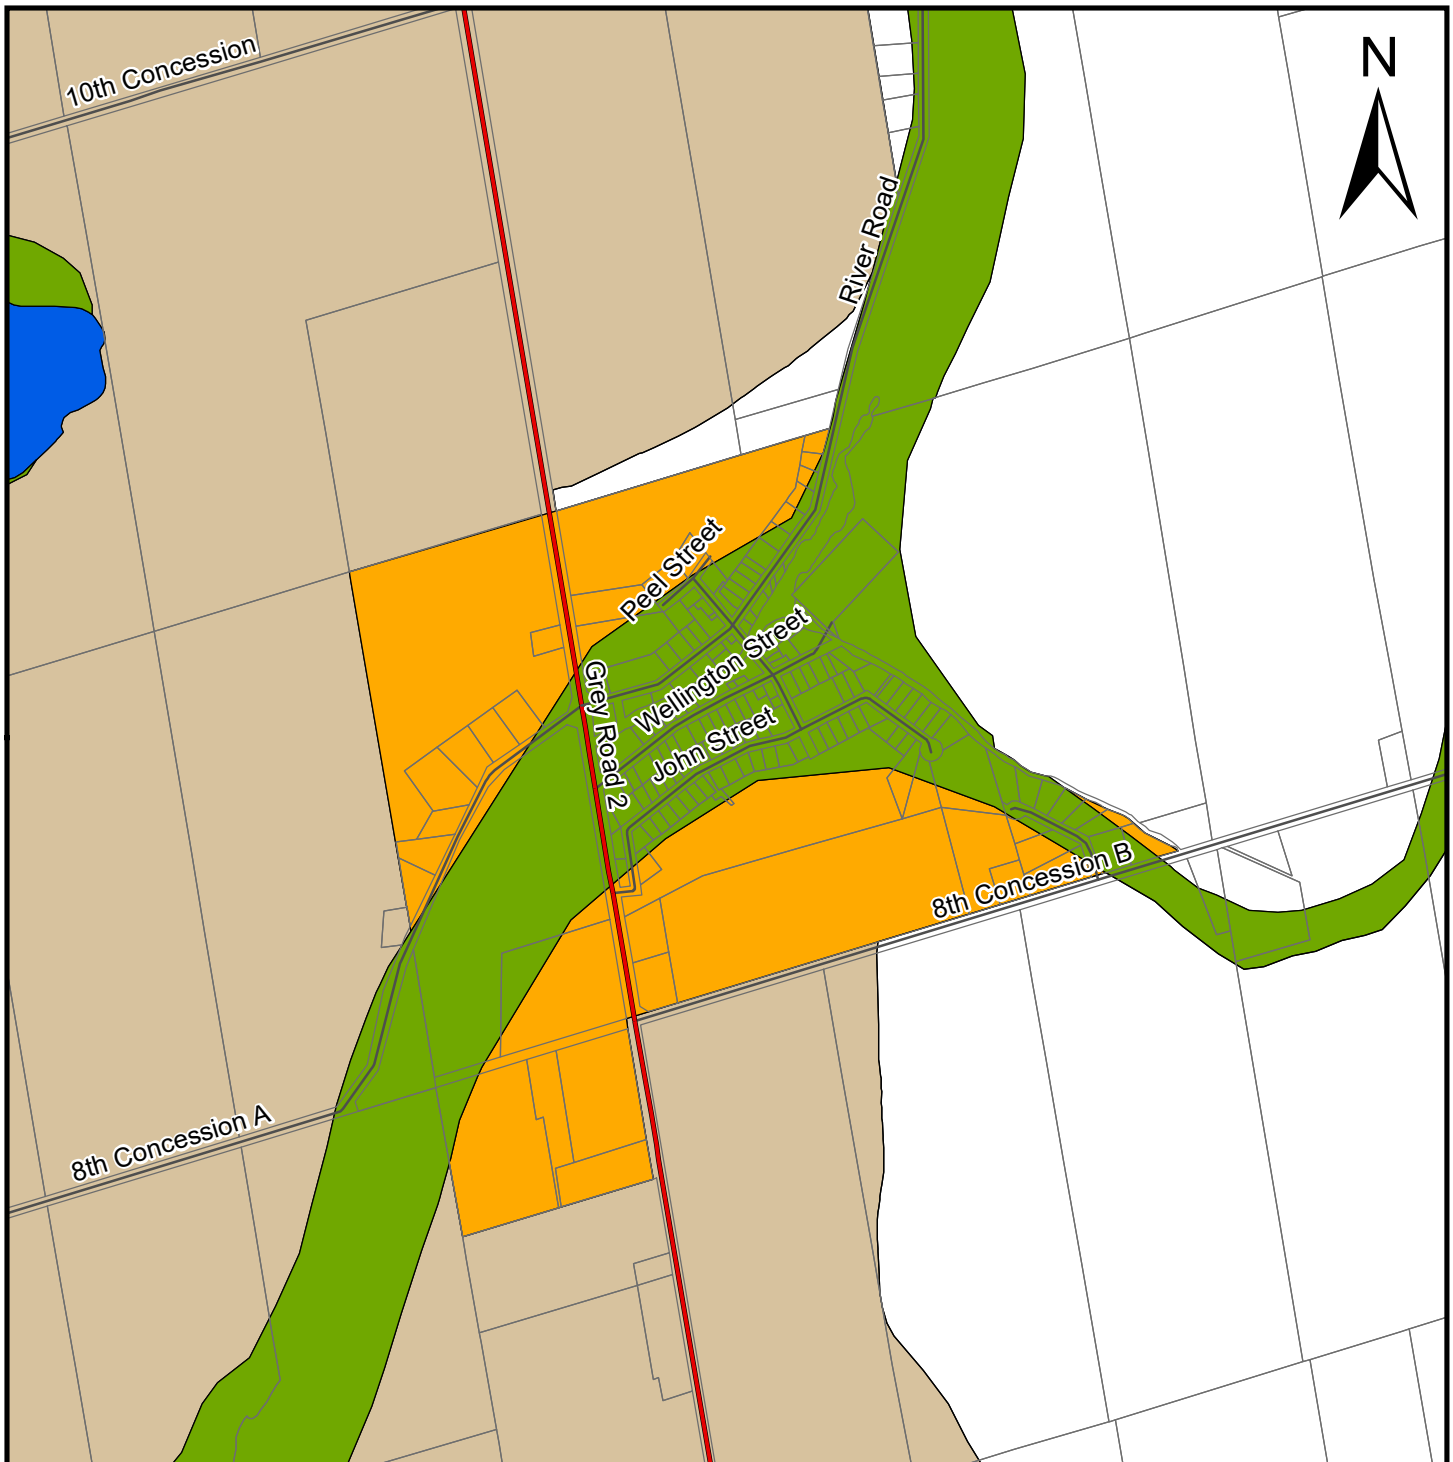 N
10th Concession
River Road
Peel Street
Wellington Street
Grey Road 2
John Street
8th Concession B
8th Concession A